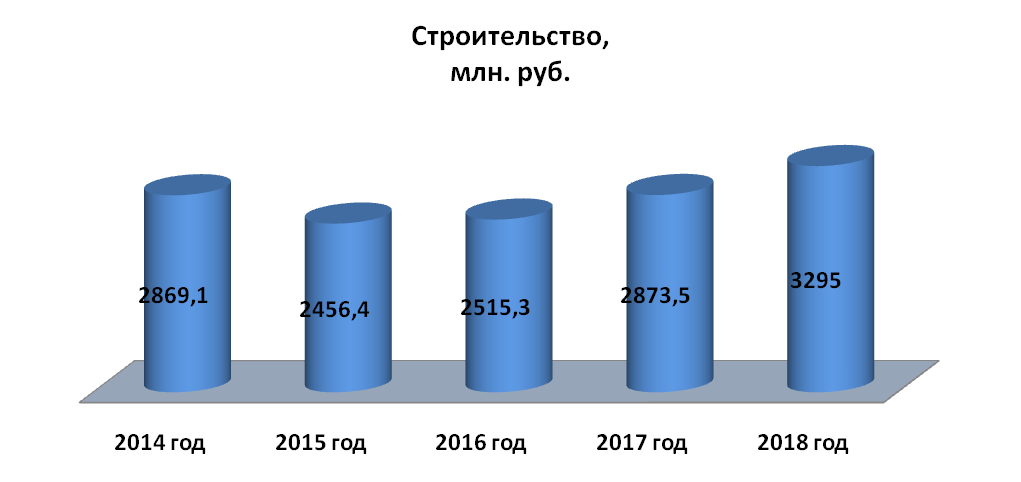 Строительство,
млн. руб.
2869,1
2456,4
2515,3
2873,5
3295
2014 год
2015 год
2016 год
2017 год
2018 год